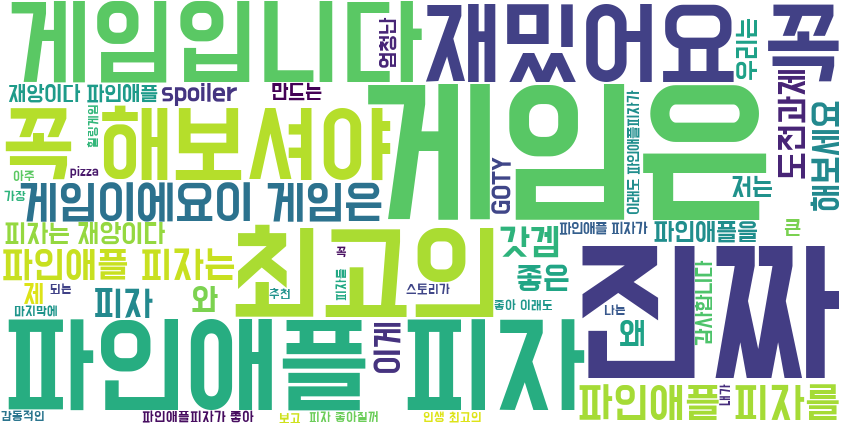 게임입니다
엄청난
재밌어요
우리는
꼭
재앙이다 파인애플
spoiler
만드는
꼭
힐링게임
해보셔야
게임은
이래도 파인애플피자가
도전과제
해보세요
아주
pizza
가장
게임이에요이 게임은
GOTY
저는
피자는 재앙이다
최고의
꼭
갓겜
파인애플 피자가
파인애플을
큰
파인애플 피자는
피자를
스토리가
좋은
진짜
감사합니다
제
되는
피자
와
추천
좋아 이래도
나는
마지막에
파인애플 피자
이게
왜
내가
파인애플 피자를
감동적인
파인애플피자가 좋아
보고
피자 좋아질꺼
인생 최고의